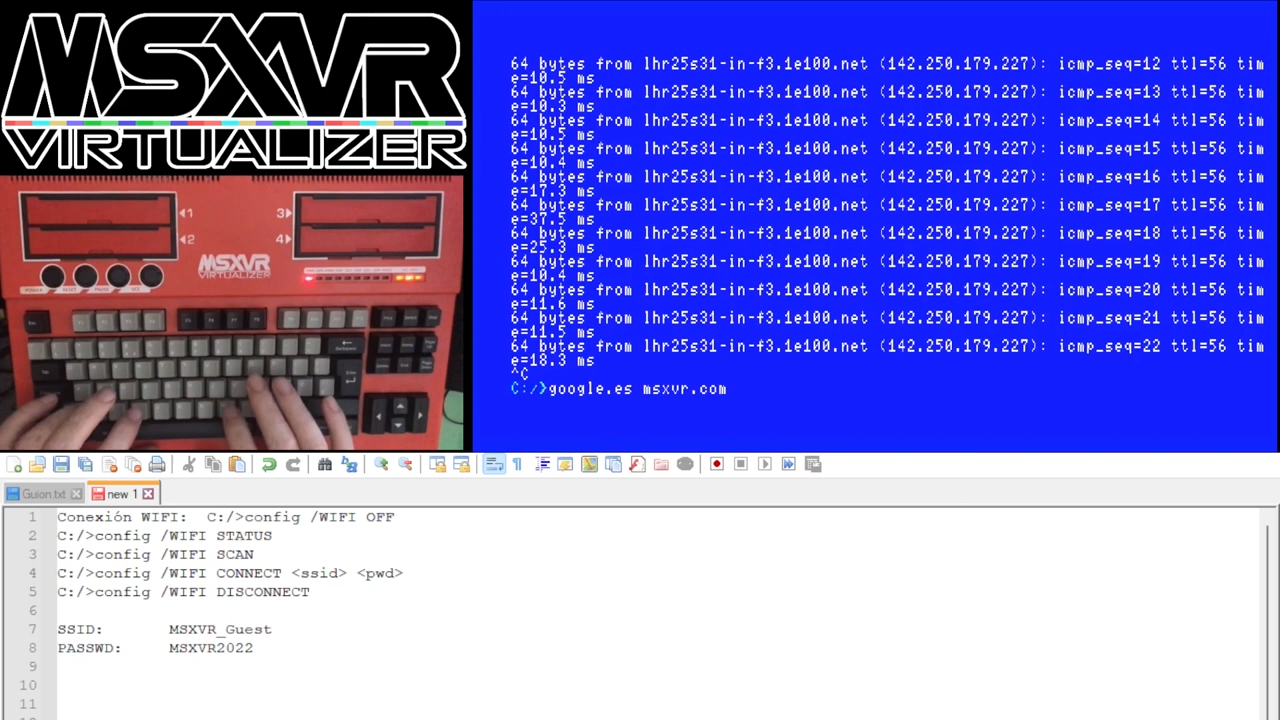 MSXVR
VIRTUALIZER
64 bytes from lhr25s31-in-f3.1e100.net (142.250.179.227): icmp_seq=12 ttl=56 tim
e=10.5 ms
64 bytes from lhr25s31-in-f3.1e100.net (142.250.179.227): icmp_seq=13 ttl=56 tim
e=10.3 ms
64 bytes from lhr25s31-in-f3.1e100.net (142.250.179.227): icmp_seq=14 ttl=56 tim
e=10.5 ms
64 bytes from lhr25s31-in-f3.1e100.net (142.250.179.227): icmp_seq=15 ttl=56 tim
e=10.4 ms
64 bytes from lhr25s31-in-f3.1e100.net (142.250.179.227): icmp_seq=16 ttl=56 tim
e=17.3 ms
64 bytes from lhr25s31-in-f3.1e100.net (142.250.179.227): icmp_seq=17 ttl=56 tim
e=37.5 ms
64 bytes from lhr25s31-in-f3.1e100.net (142.250.179.227): icmp_seq=18 ttl=56 tim
e=25.3 ms
64 bytes from lhr25s31-in-f3.1e100.net (142.250.179.227): icmp_seq=19 ttl=56 tim
e=10.4 ms
64 bytes from lhr25s31-in-f3.1e100.net (142.250.179.227): icmp_seq=20 ttl=56 tim
e=11.6 ms
64 bytes from lhr25s31-in-f3.1e100.net (142.250.179.227): icmp_seq=21 ttl=56 tim
e=11.5 ms
64 bytes from lhr25s31-in-f3.1e100.net (142.250.179.227): icmp_seq=22 ttl=56 tim
e=18.3 ms
^C
C:/>google.es msxvr.com
1
2
3
4
MSXVR
VIRTUALIZER
Guion.txt new 1
1 Conexión WIFI: C:/>config /WIFI OFF
2 C:/>config /WIFI STATUS
3 C:/>config /WIFI SCAN
4 C:/>config /WIFI CONNECT <ssid> <pwd>
5 C:/>config /WIFI DISCONNECT
6
7 SSID: MSXVR_Guest
8 PASSWD: MSXVR2022
9
10
11